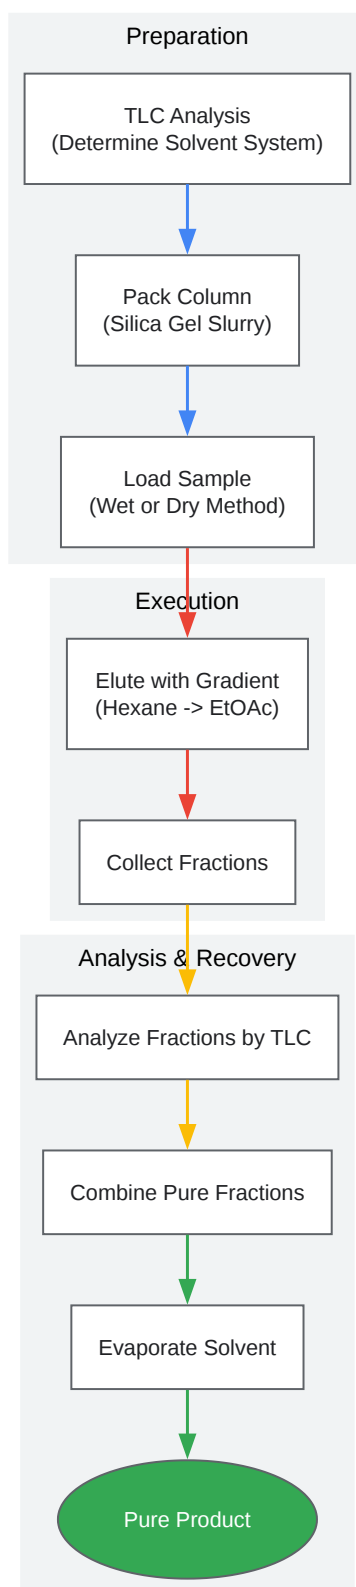 Preparation
TLC Analysis
(Determine Solvent System)
Pack Column
(Silica Gel Slurry)
Load Sample
(Wet or Dry Method)
Execution
Elute with Gradient
(Hexane -> EtOAc)
Collect Fractions
Analysis & Recovery
Analyze Fractions by TLC
Combine Pure Fractions
Evaporate Solvent
Pure Product